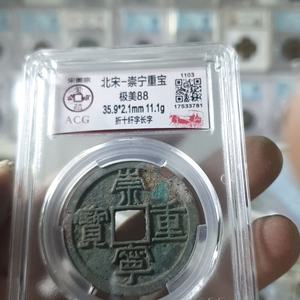 北宋-崇宁重宝
极美88
35.9*2.1mm 11.1g
折十纤字长字
ACG
1103
17533781
崇
寧
重
寶